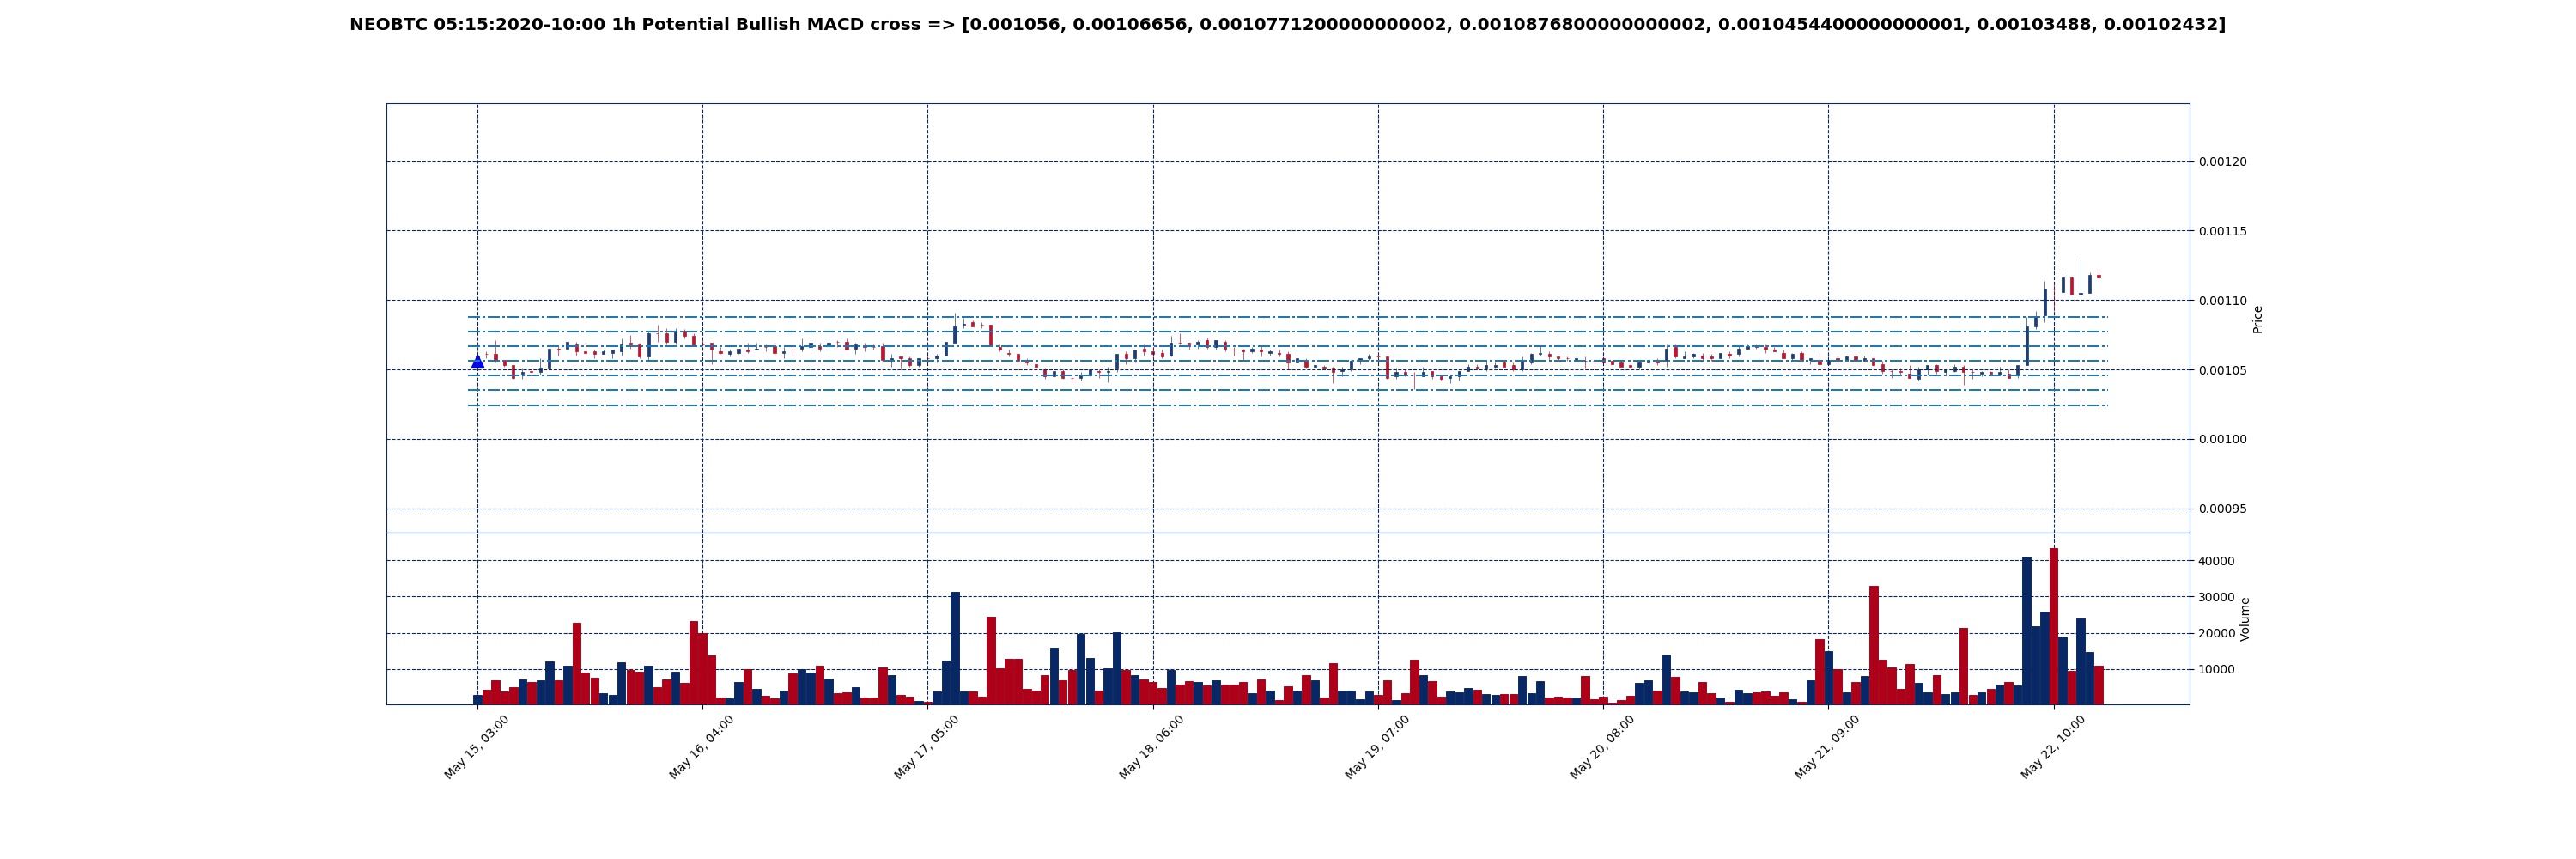 NEOBTC 05:15:2020-10:00 1h Potential Bullish MACD cross => [0.001056, 0.00106656, 0.0010771200000000002, 0.0010876800000000002, 0.0010454400000000001, 0.00103488, 0.00102432]
0.00120
0.00115
0.00110
0.00105
0.00100
0.00095
Price
40000
30000
20000
10000
Volume
May 15, 03:00
May 16, 04:00
May 17, 05:00
May 18, 06:00
May 19, 07:00
May 20, 08:00
May 21, 09:00
May 22, 10:00